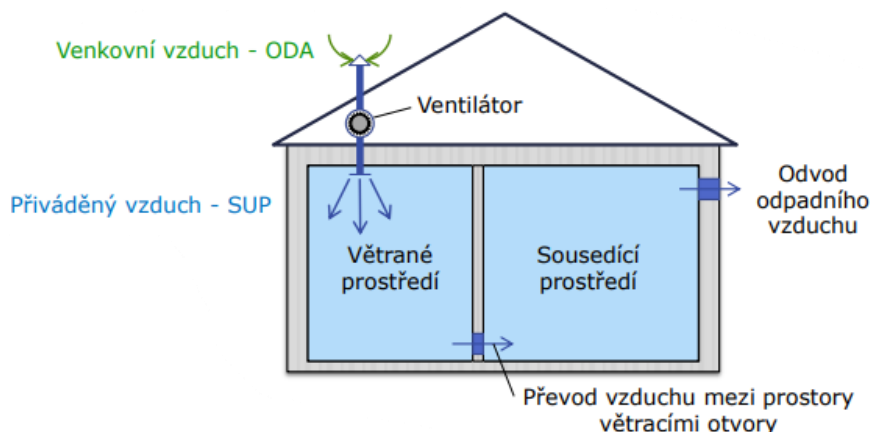 Venkovní vzduch - ODA
Ventilátor
Přiváděný vzduch - SUP
Odvod
odpadního
vzduchu
Větrané
prostředí
Sousedící
prostředí
Převod vzduchu mezi prostory
větracími otvory